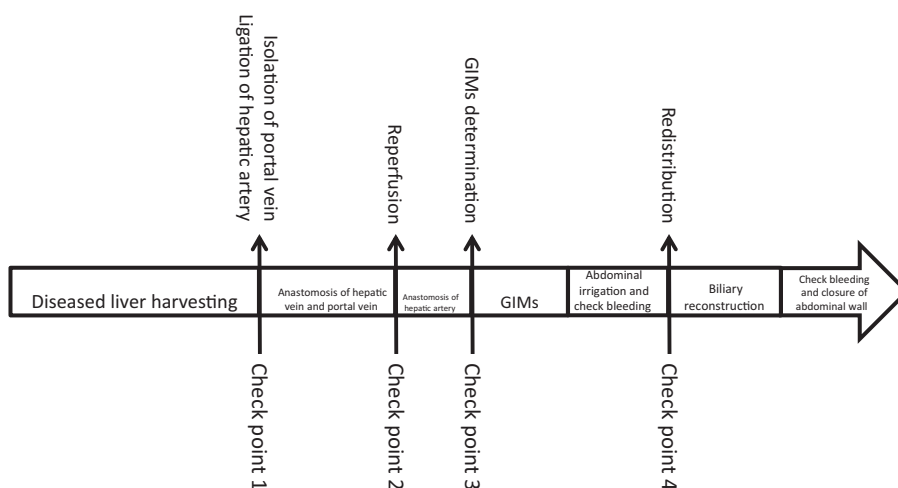 Isolation of portal vein
Ligation of hepatic artery
Reperfusion
GIMs determination
Redistribution
Diseased liver harvesting
Anastomosis of hepatic
vein and portal vein
Anastomosis of
hepatic artery
GIMs
Abdominal
irrigation and
check bleeding
Biliary
reconstruction
Check bleeding
and closure of
abdominal wall
Check point 1
Check point 2
Check point 3
Check point 4